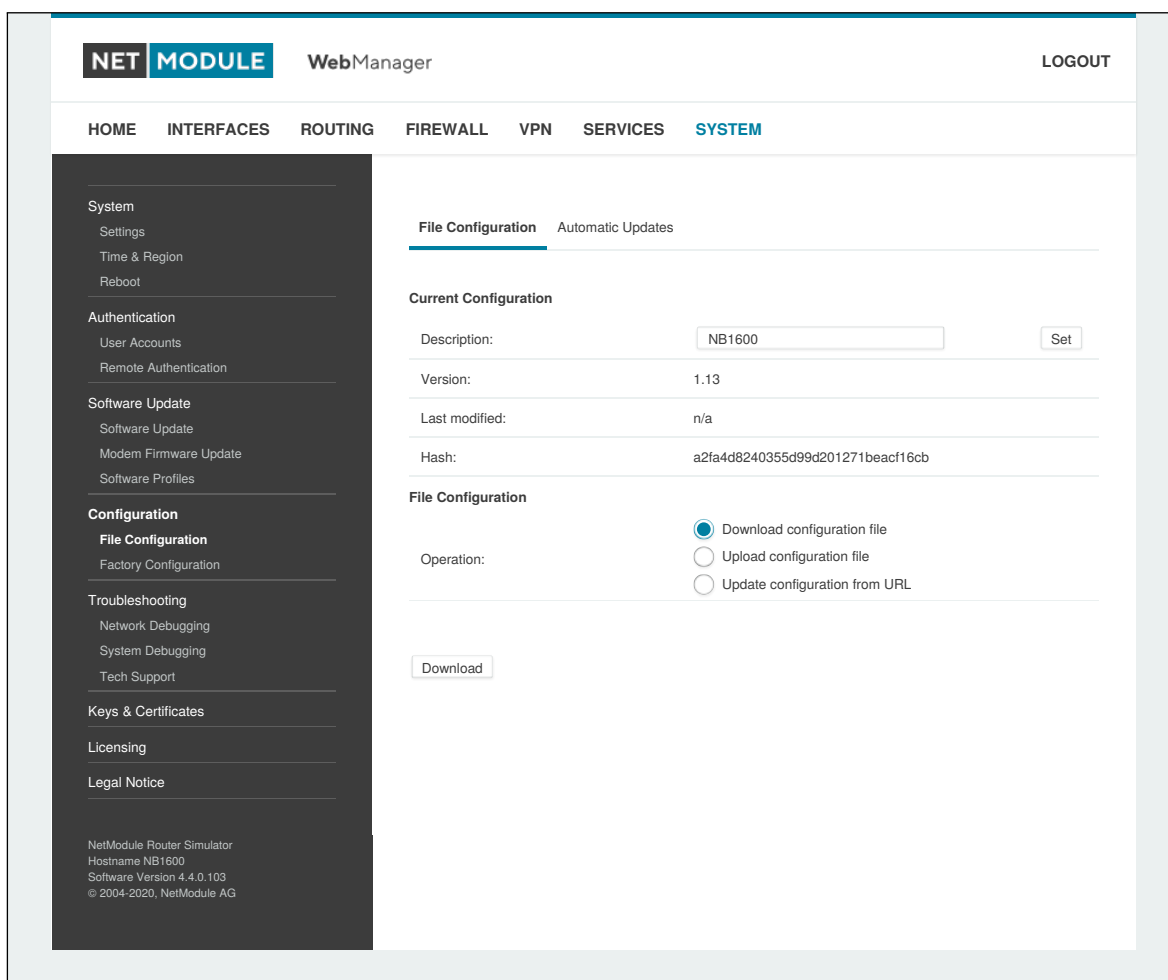 NET MODULE WebManager LOGOUT
HOME INTERFACES ROUTING FIREWALL VPN SERVICES SYSTEM
System
Settings
Time & Region
Reboot
Authentication
User Accounts
Remote Authentication
Software Update
Software Update
Modem Firmware Update
Software Profiles
Configuration
File Configuration
Factory Configuration
Troubleshooting
Network Debugging
System Debugging
Tech Support
Keys & Certificates
Licensing
Legal Notice
NetModule Router Simulator
Hostname NB1600
Software Version 4.4.0.103
© 2004-2020, NetModule AG
File Configuration Automatic Updates
Current Configuration
Description: NB1600 Set
Version: 1.13
Last modified: n/a
Hash: a2fa4d8240355d99d201271beacf16cb
File Configuration
Operation:
Download configuration file
Upload configuration file
Update configuration from URL
Download